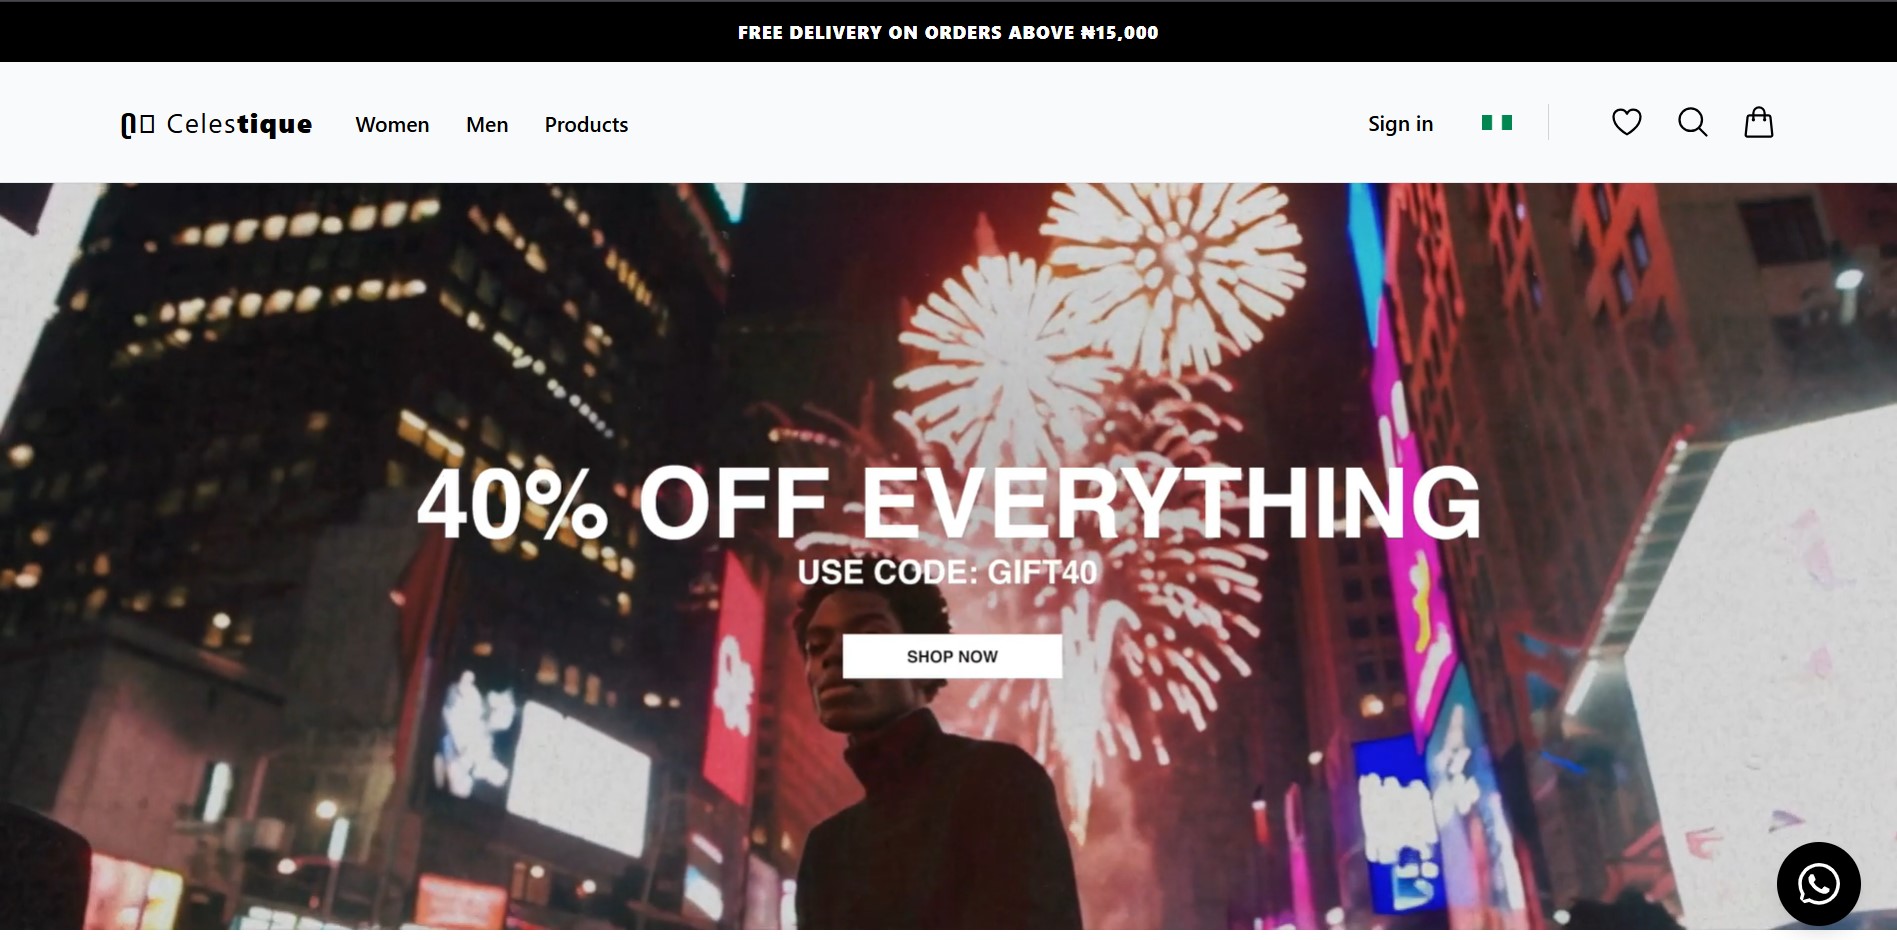 FREE DELIVERY ON ORDERS ABOVE ₦15,000
Celestique Women Men Products Sign in
40% OFF EVERYTHING
USE CODE: GIFT40
SHOP NOW